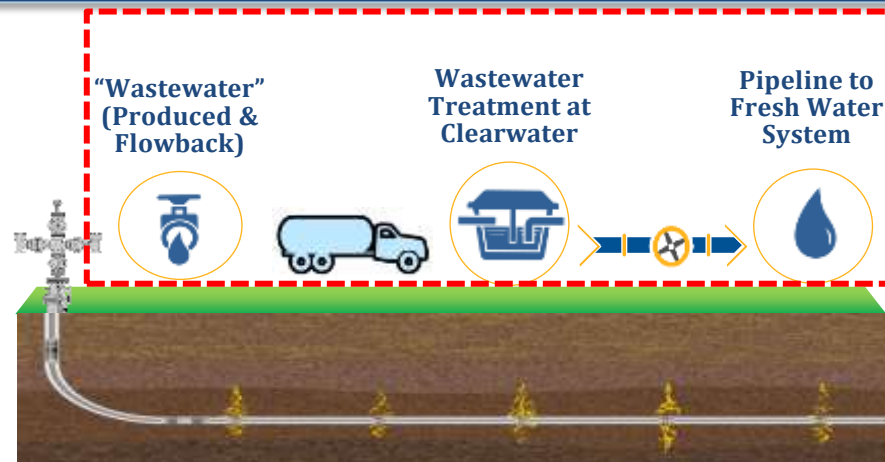 “Wastewater”
(Produced &
Flowback)
Wastewater
Treatment at
Clearwater
Pipeline to
Fresh Water
System